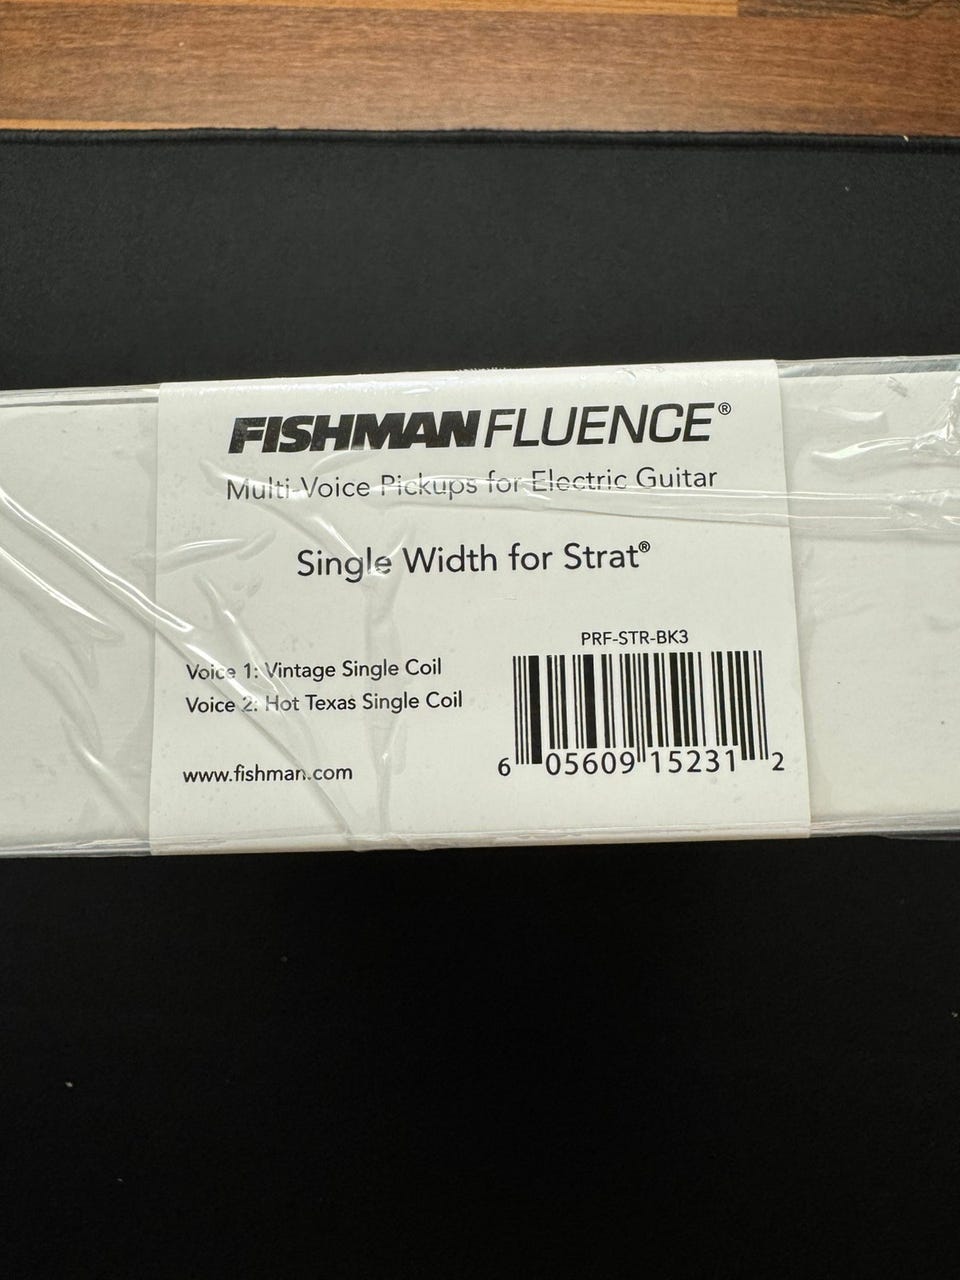 FISHMAN FLUENCE®
Multi-Voice Pickups for Electric Guitar
Single Width for Strat®
PRF-STR-BK3
Voice 1: Vintage Single Coil
Voice 2: Hot Texas Single Coil
www.fishman.com
6 05609 15231 2